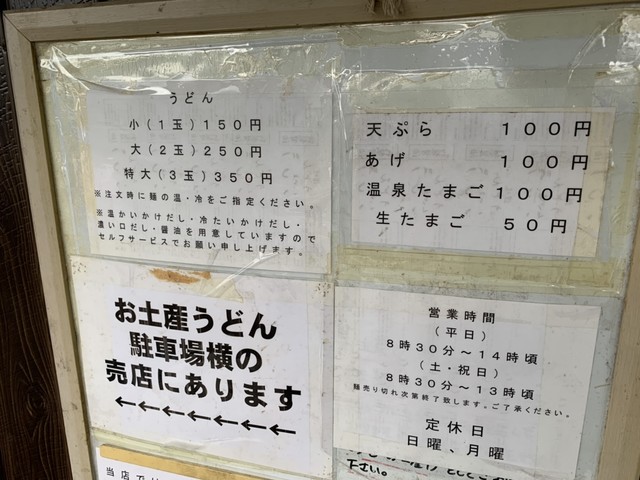 うどん
小(1玉)150円
大(2玉)250円
特大(3玉)350円
※注文時に麺の温・冷をご指定ください。
※温かいかけだし・冷たいかけだし・
濃い口だし・醤油を用意していますので
セルフサービスでお願い申し上げます。
天ぷら 100円
あげ 100円
温泉たまご100円
生たまご 50円
お土産うどん
駐車場横の
売店にあります
←←←←←←←
営業時間
(平日)
8時30分~14時頃
(土・祝日)
8時30分~13時頃
麺売り切れ次第終了致します。ご了承ください。
定休日
日曜、月曜
当店では
下さい。